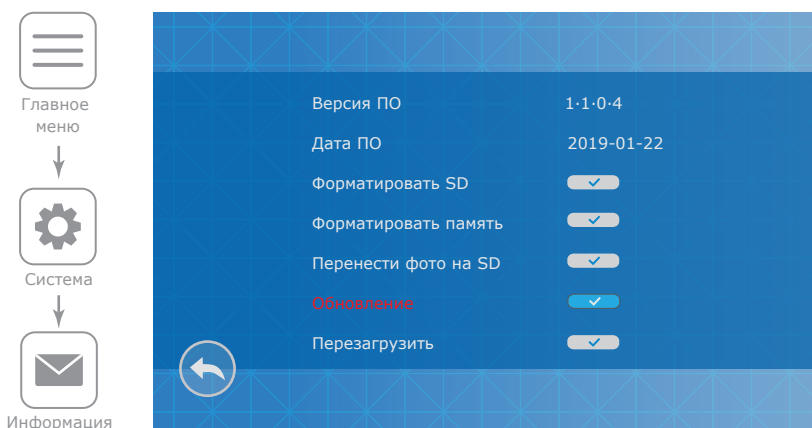 Главное
меню
Система
Информация
Версия ПО 1·1·0·4
Дата ПО 2019-01-22
Форматировать SD
Форматировать память
Перенести фото на SD
Обновление
Перезагрузить